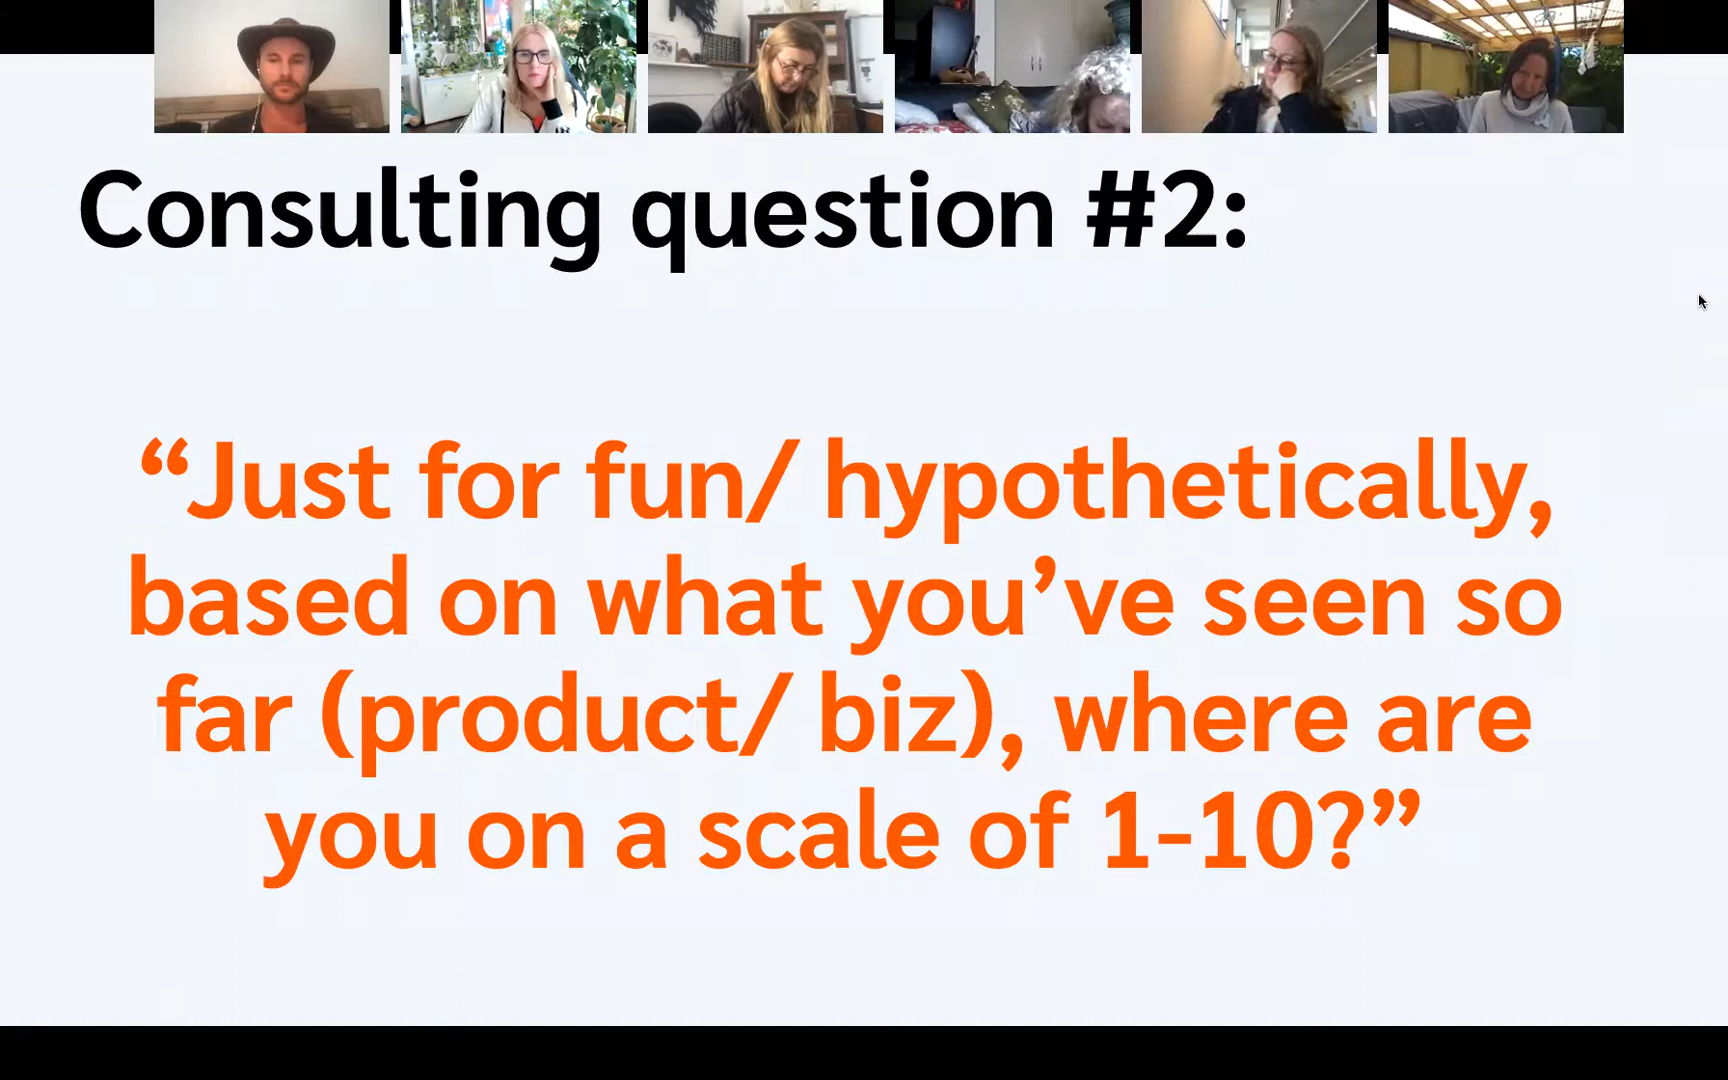 Consulting question #2:
“Just for fun/ hypothetically,
based on what you’ve seen so
far (product/ biz), where are
you on a scale of 1-10?”